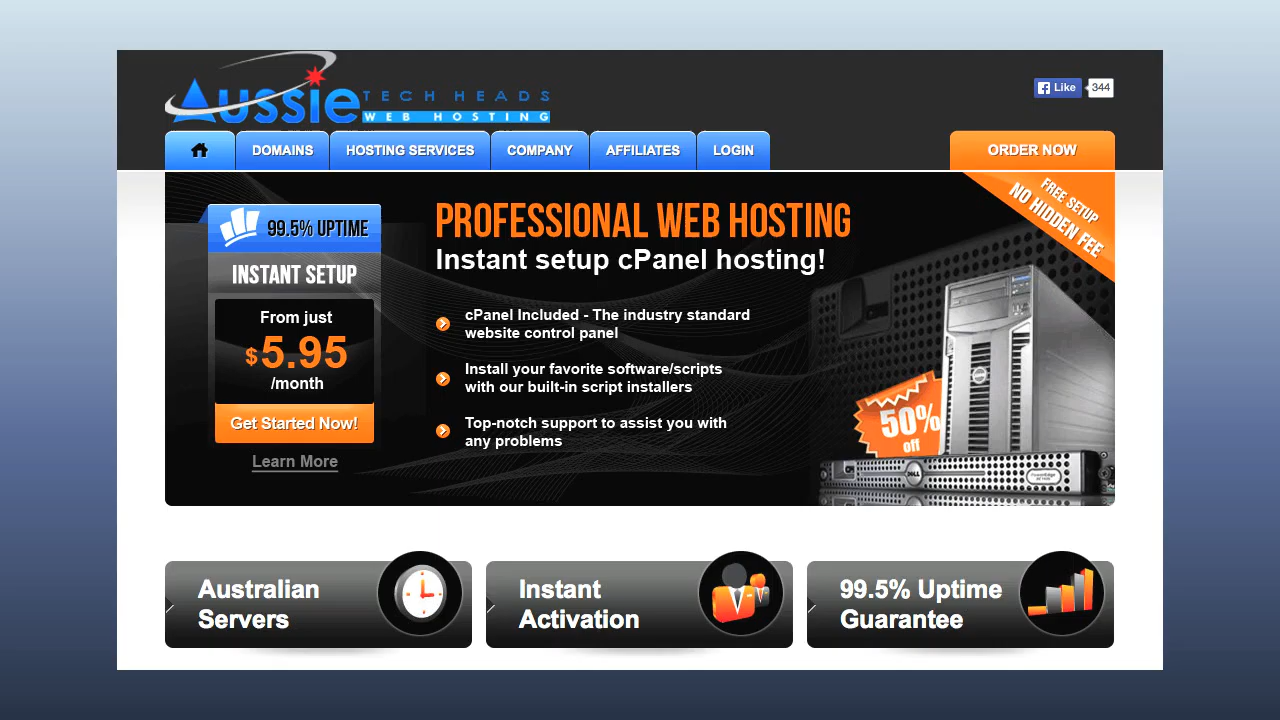 Aussie
TECH HEADS
WEB HOSTING
Like
344
DOMAINS
HOSTING SERVICES
COMPANY
AFFILIATES
LOGIN
ORDER NOW
FREE SETUP
NO HIDDEN FEE
99.5% UPTIME
INSTANT SETUP
From just
$5.95
/month
Get Started Now!
Learn More
PROFESSIONAL WEB HOSTING
Instant setup cPanel hosting!
cPanel Included - The industry standard
website control panel
Install your favorite software/scripts
with our built-in script installers
Top-notch support to assist you with
any problems
50%
off
DELL
PowerEdge
Australian
Servers
Instant
Activation
99.5% Uptime
Guarantee